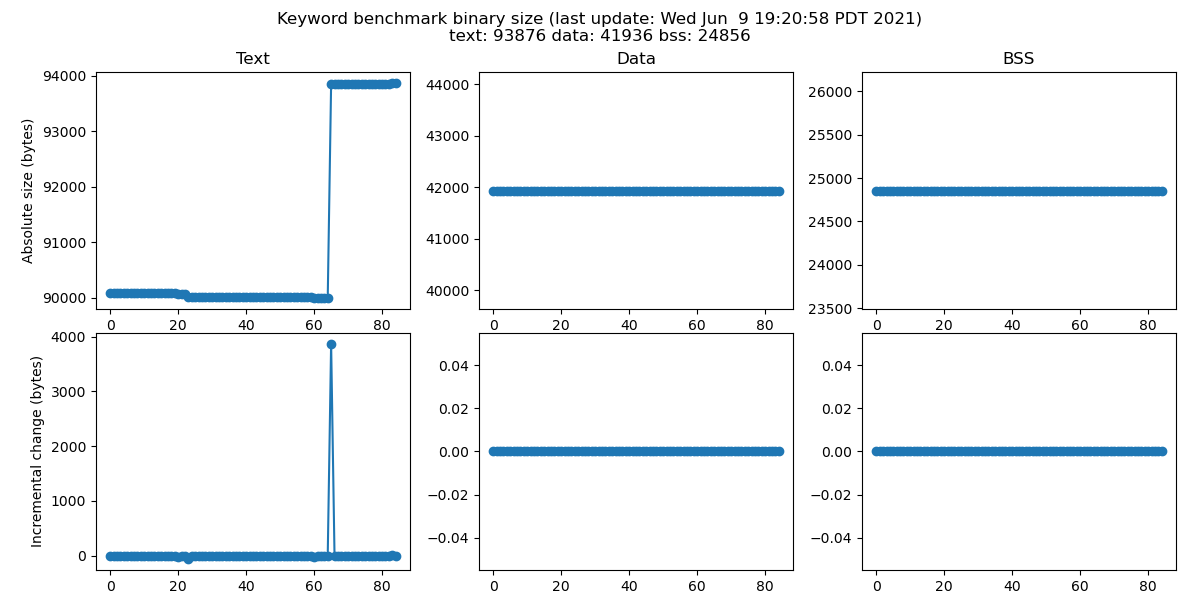 Keyword benchmark binary size (last update: Wed Jun  9 19:20:58 PDT 2021)
text: 93876 data: 41936 bss: 24856
Text
Data
BSS
Absolute size (bytes)
94000
93000
92000
91000
90000
0 20 40 60 80
44000
43000
42000
41000
40000
0 20 40 60 80
26000
25500
25000
24500
24000
23500
0 20 40 60 80
Incremental change (bytes)
4000
3000
2000
1000
0
0 20 40 60 80
0.04
0.02
0.00
−0.02
−0.04
0 20 40 60 80
0.04
0.02
0.00
−0.02
−0.04
0 20 40 60 80